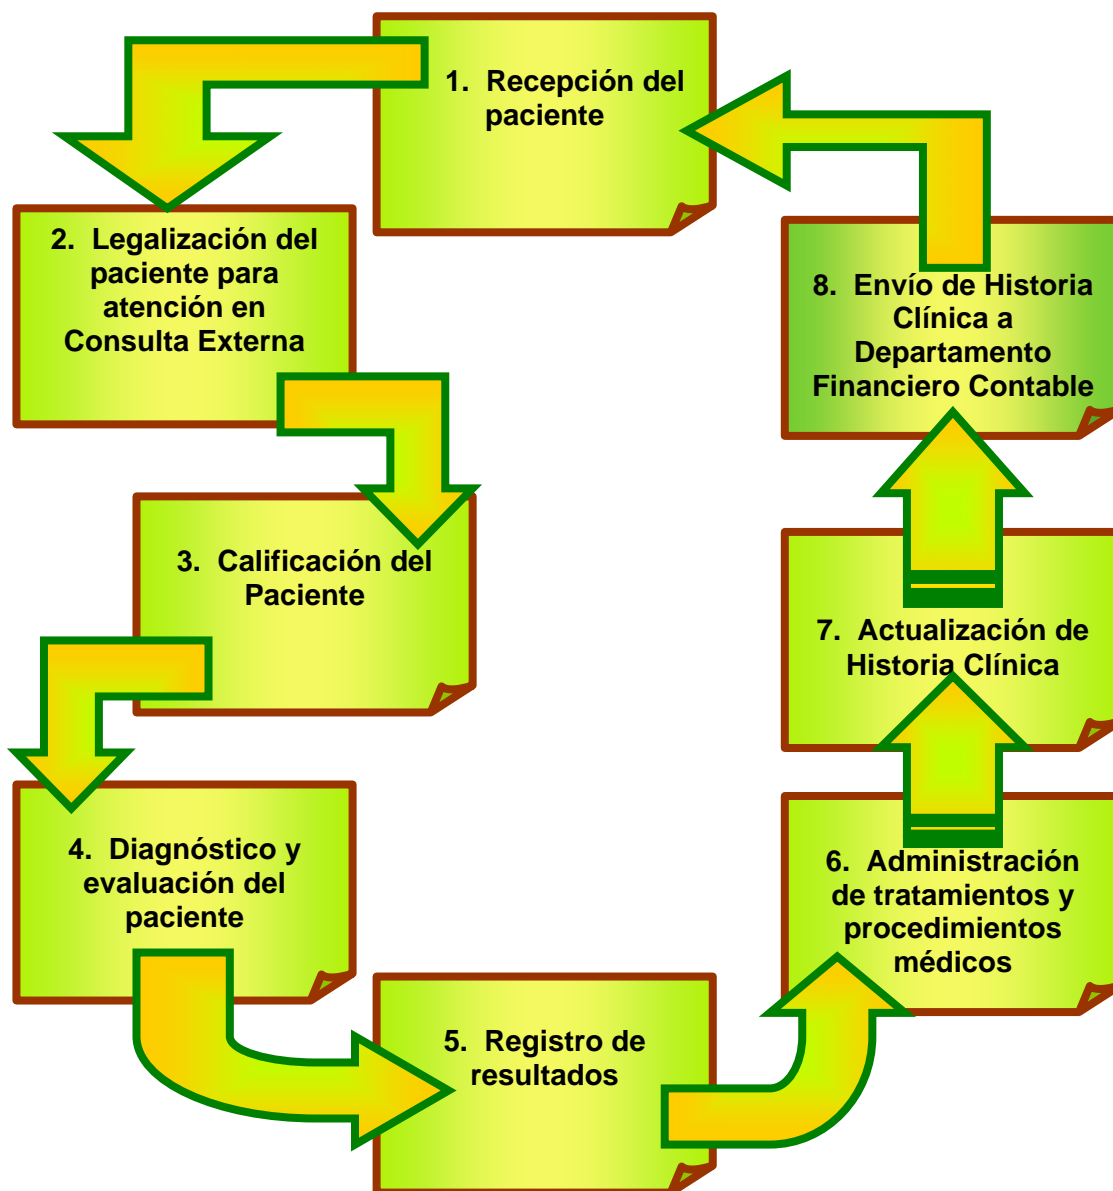 1. Recepción del
paciente
2. Legalización del
paciente para
atención en
Consulta Externa
3. Calificación del
Paciente
4. Diagnóstico y
evaluación del
paciente
5. Registro de
resultados
6. Administración
de tratamientos y
procedimientos
médicos
7. Actualización de
Historia Clínica
8. Envío de Historia
Clínica a
Departamento
Financiero Contable